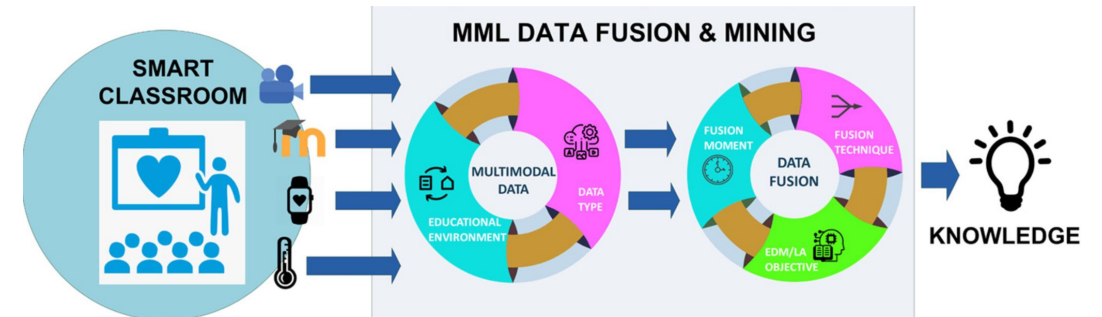 MML DATA FUSION & MINING
SMART
CLASSROOM
MULTIMODAL
DATA
DATA
TYPE
EDUCATIONAL
ENVIRONMENT
FUSION
MOMENT
FUSION
TECHNIQUE
DATA
FUSION
EDM/LA
OBJECTIVE
KNOWLEDGE